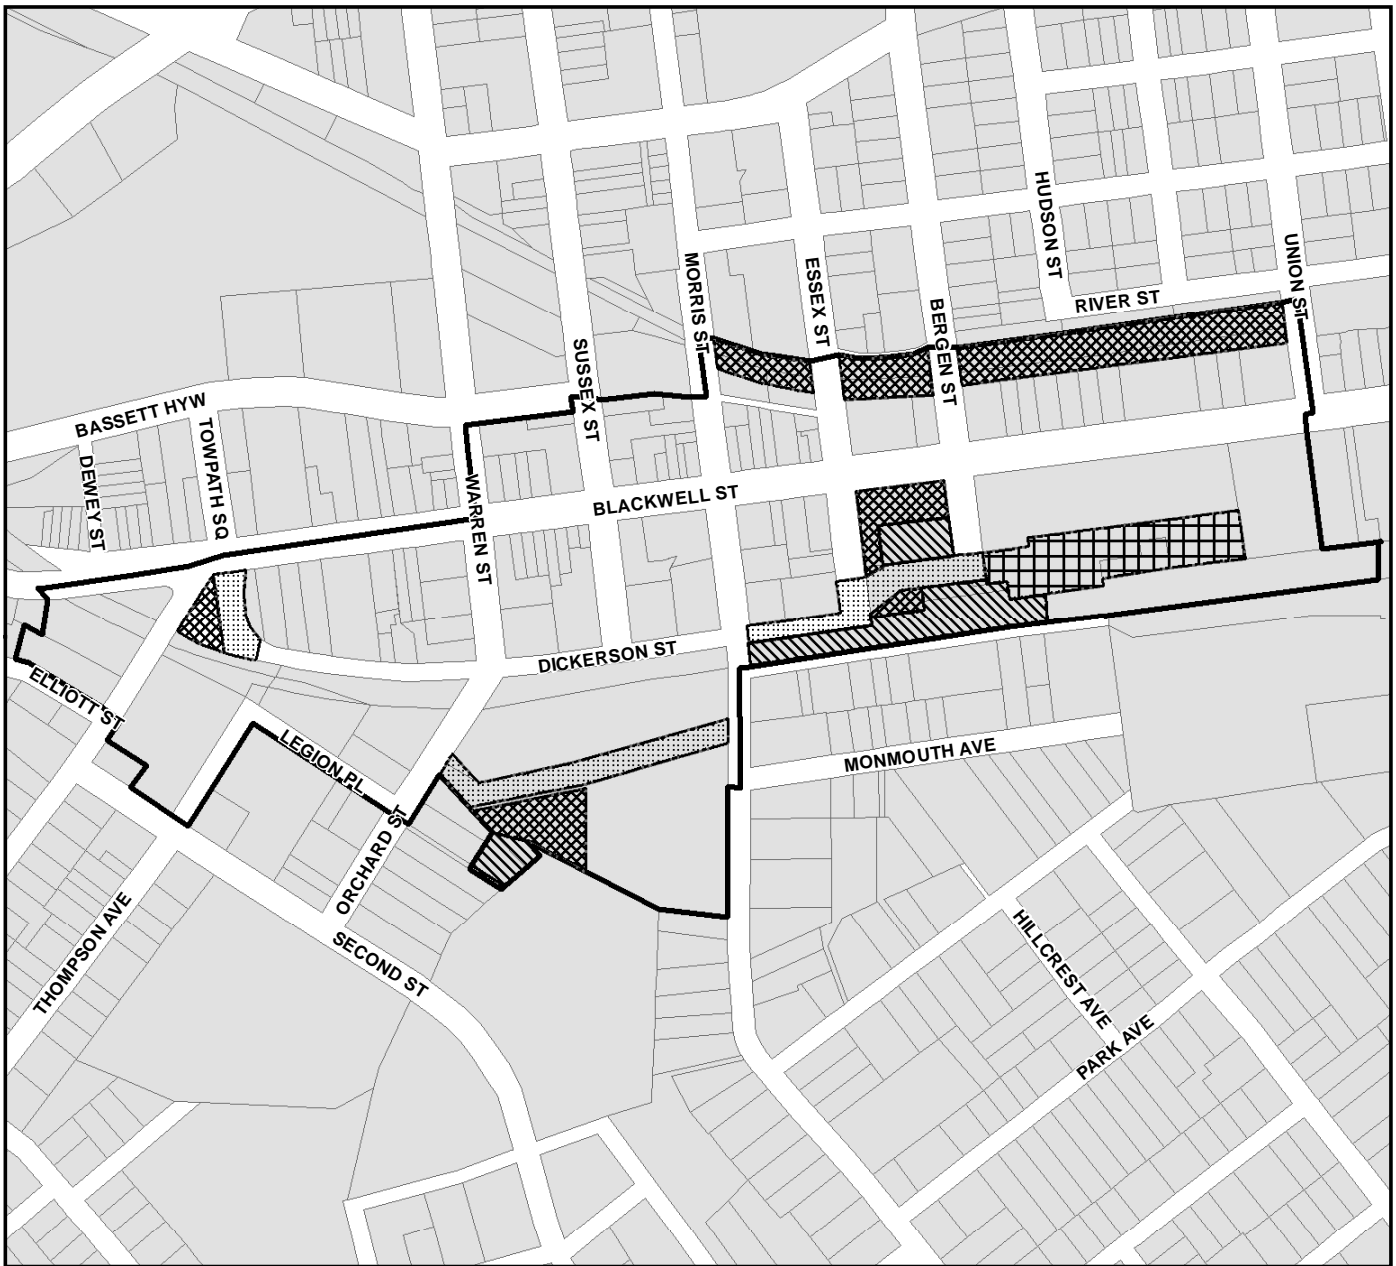 HUDSON ST
UNION ST
MORRIS ST
ESSEX ST
BERGEN ST
RIVER ST
SUSSEX ST
BASSETT HYW
TOWPATH SQ
DEWEY ST
WARREN ST
BLACKWELL ST
DICKERSON ST
ELLIOTT ST
LEGION PL
MONMOUTH AVE
ORCHARD ST
THOMPSON AVE
SECOND ST
HILLCREST AVE
PARK AVE